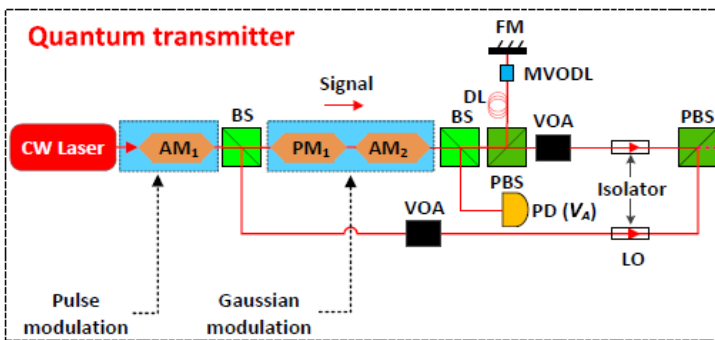 Quantum transmitter
FM
MVODL
Signal
DL
BS
BS
VOA
PBS
CW Laser
AM1
PM1
AM2
PBS
Isolator
VOA
PD (VA)
LO
Pulse
modulation
Gaussian
modulation